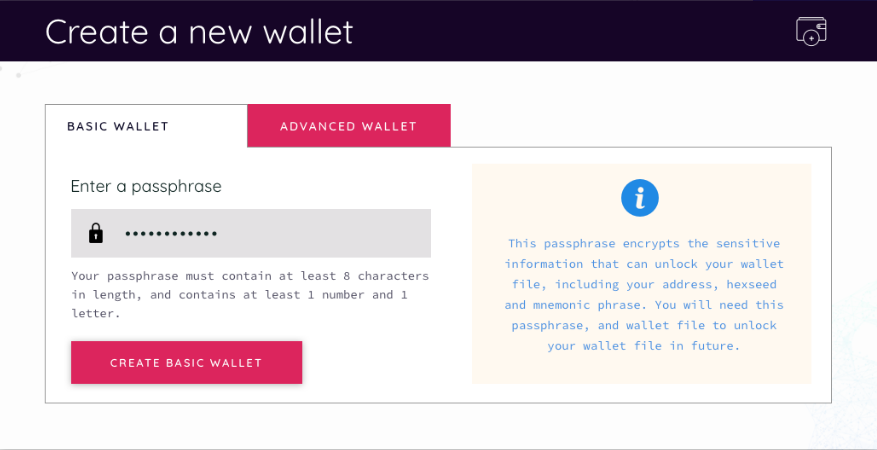 Create a new wallet
BASIC WALLET
ADVANCED WALLET
Enter a passphrase
••••••••••••
Your passphrase must contain at least 8 characters
in length, and contains at least 1 number and 1
letter.
CREATE BASIC WALLET
i
This passphrase encrypts the sensitive
information that can unlock your wallet
file, including your address, hexseed
and mnemonic phrase. You will need this
passphrase, and wallet file to unlock
your wallet file in future.